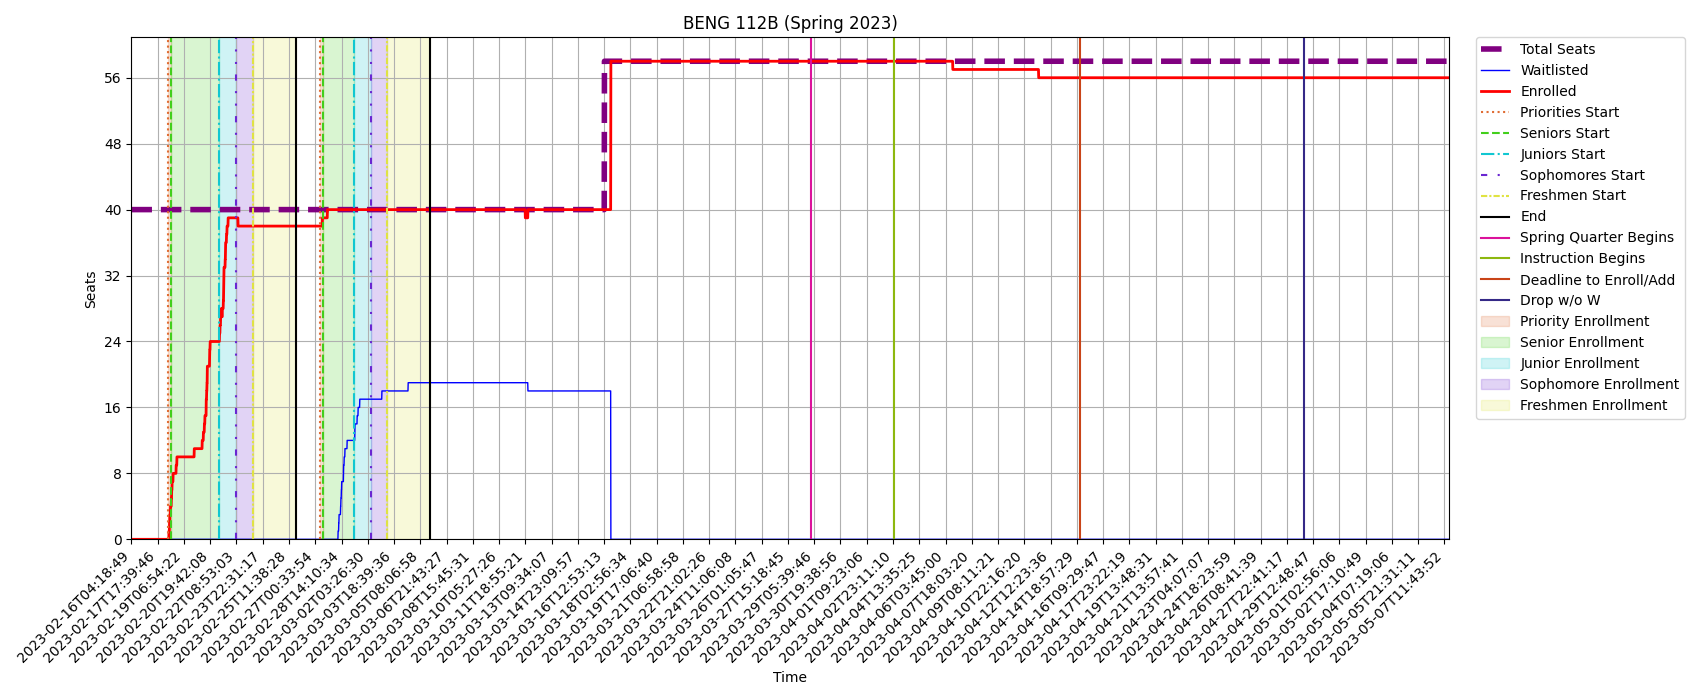 BENG 112B (Spring 2023)
Seats
56
48
40
32
24
16
8
0
2023-02-16T04:18:49
2023-02-17T17:39:46
2023-02-19T06:54:22
2023-02-20T19:42:08
2023-02-22T08:53:03
2023-02-23T22:31:17
2023-02-25T11:38:28
2023-02-27T00:33:54
2023-02-28T14:10:34
2023-03-02T03:26:30
2023-03-03T18:39:36
2023-03-05T08:06:58
2023-03-06T21:43:27
2023-03-08T15:45:31
2023-03-10T05:27:26
2023-03-11T18:55:21
2023-03-13T09:34:07
2023-03-14T23:09:57
2023-03-16T12:53:13
2023-03-18T02:56:34
2023-03-19T17:06:40
2023-03-21T06:58:58
2023-03-22T21:02:26
2023-03-24T11:06:08
2023-03-26T01:05:47
2023-03-27T15:18:45
2023-03-29T05:39:46
2023-03-30T19:38:56
2023-04-01T09:23:06
2023-04-02T23:11:10
2023-04-04T13:35:25
2023-04-06T03:45:00
2023-04-07T18:03:20
2023-04-09T08:11:21
2023-04-10T22:16:20
2023-04-12T12:23:36
2023-04-14T18:57:29
2023-04-16T09:29:47
2023-04-17T23:22:19
2023-04-19T13:48:31
2023-04-21T13:57:41
2023-04-23T04:07:07
2023-04-24T18:23:59
2023-04-26T08:41:39
2023-04-27T22:41:17
2023-04-29T12:48:47
2023-05-01T02:56:06
2023-05-02T17:10:49
2023-05-04T07:19:06
2023-05-05T21:31:11
2023-05-07T11:43:52
Time
Total Seats
Waitlisted
Enrolled
Priorities Start
Seniors Start
Juniors Start
Sophomores Start
Freshmen Start
End
Spring Quarter Begins
Instruction Begins
Deadline to Enroll/Add
Drop w/o W
Priority Enrollment
Senior Enrollment
Junior Enrollment
Sophomore Enrollment
Freshmen Enrollment